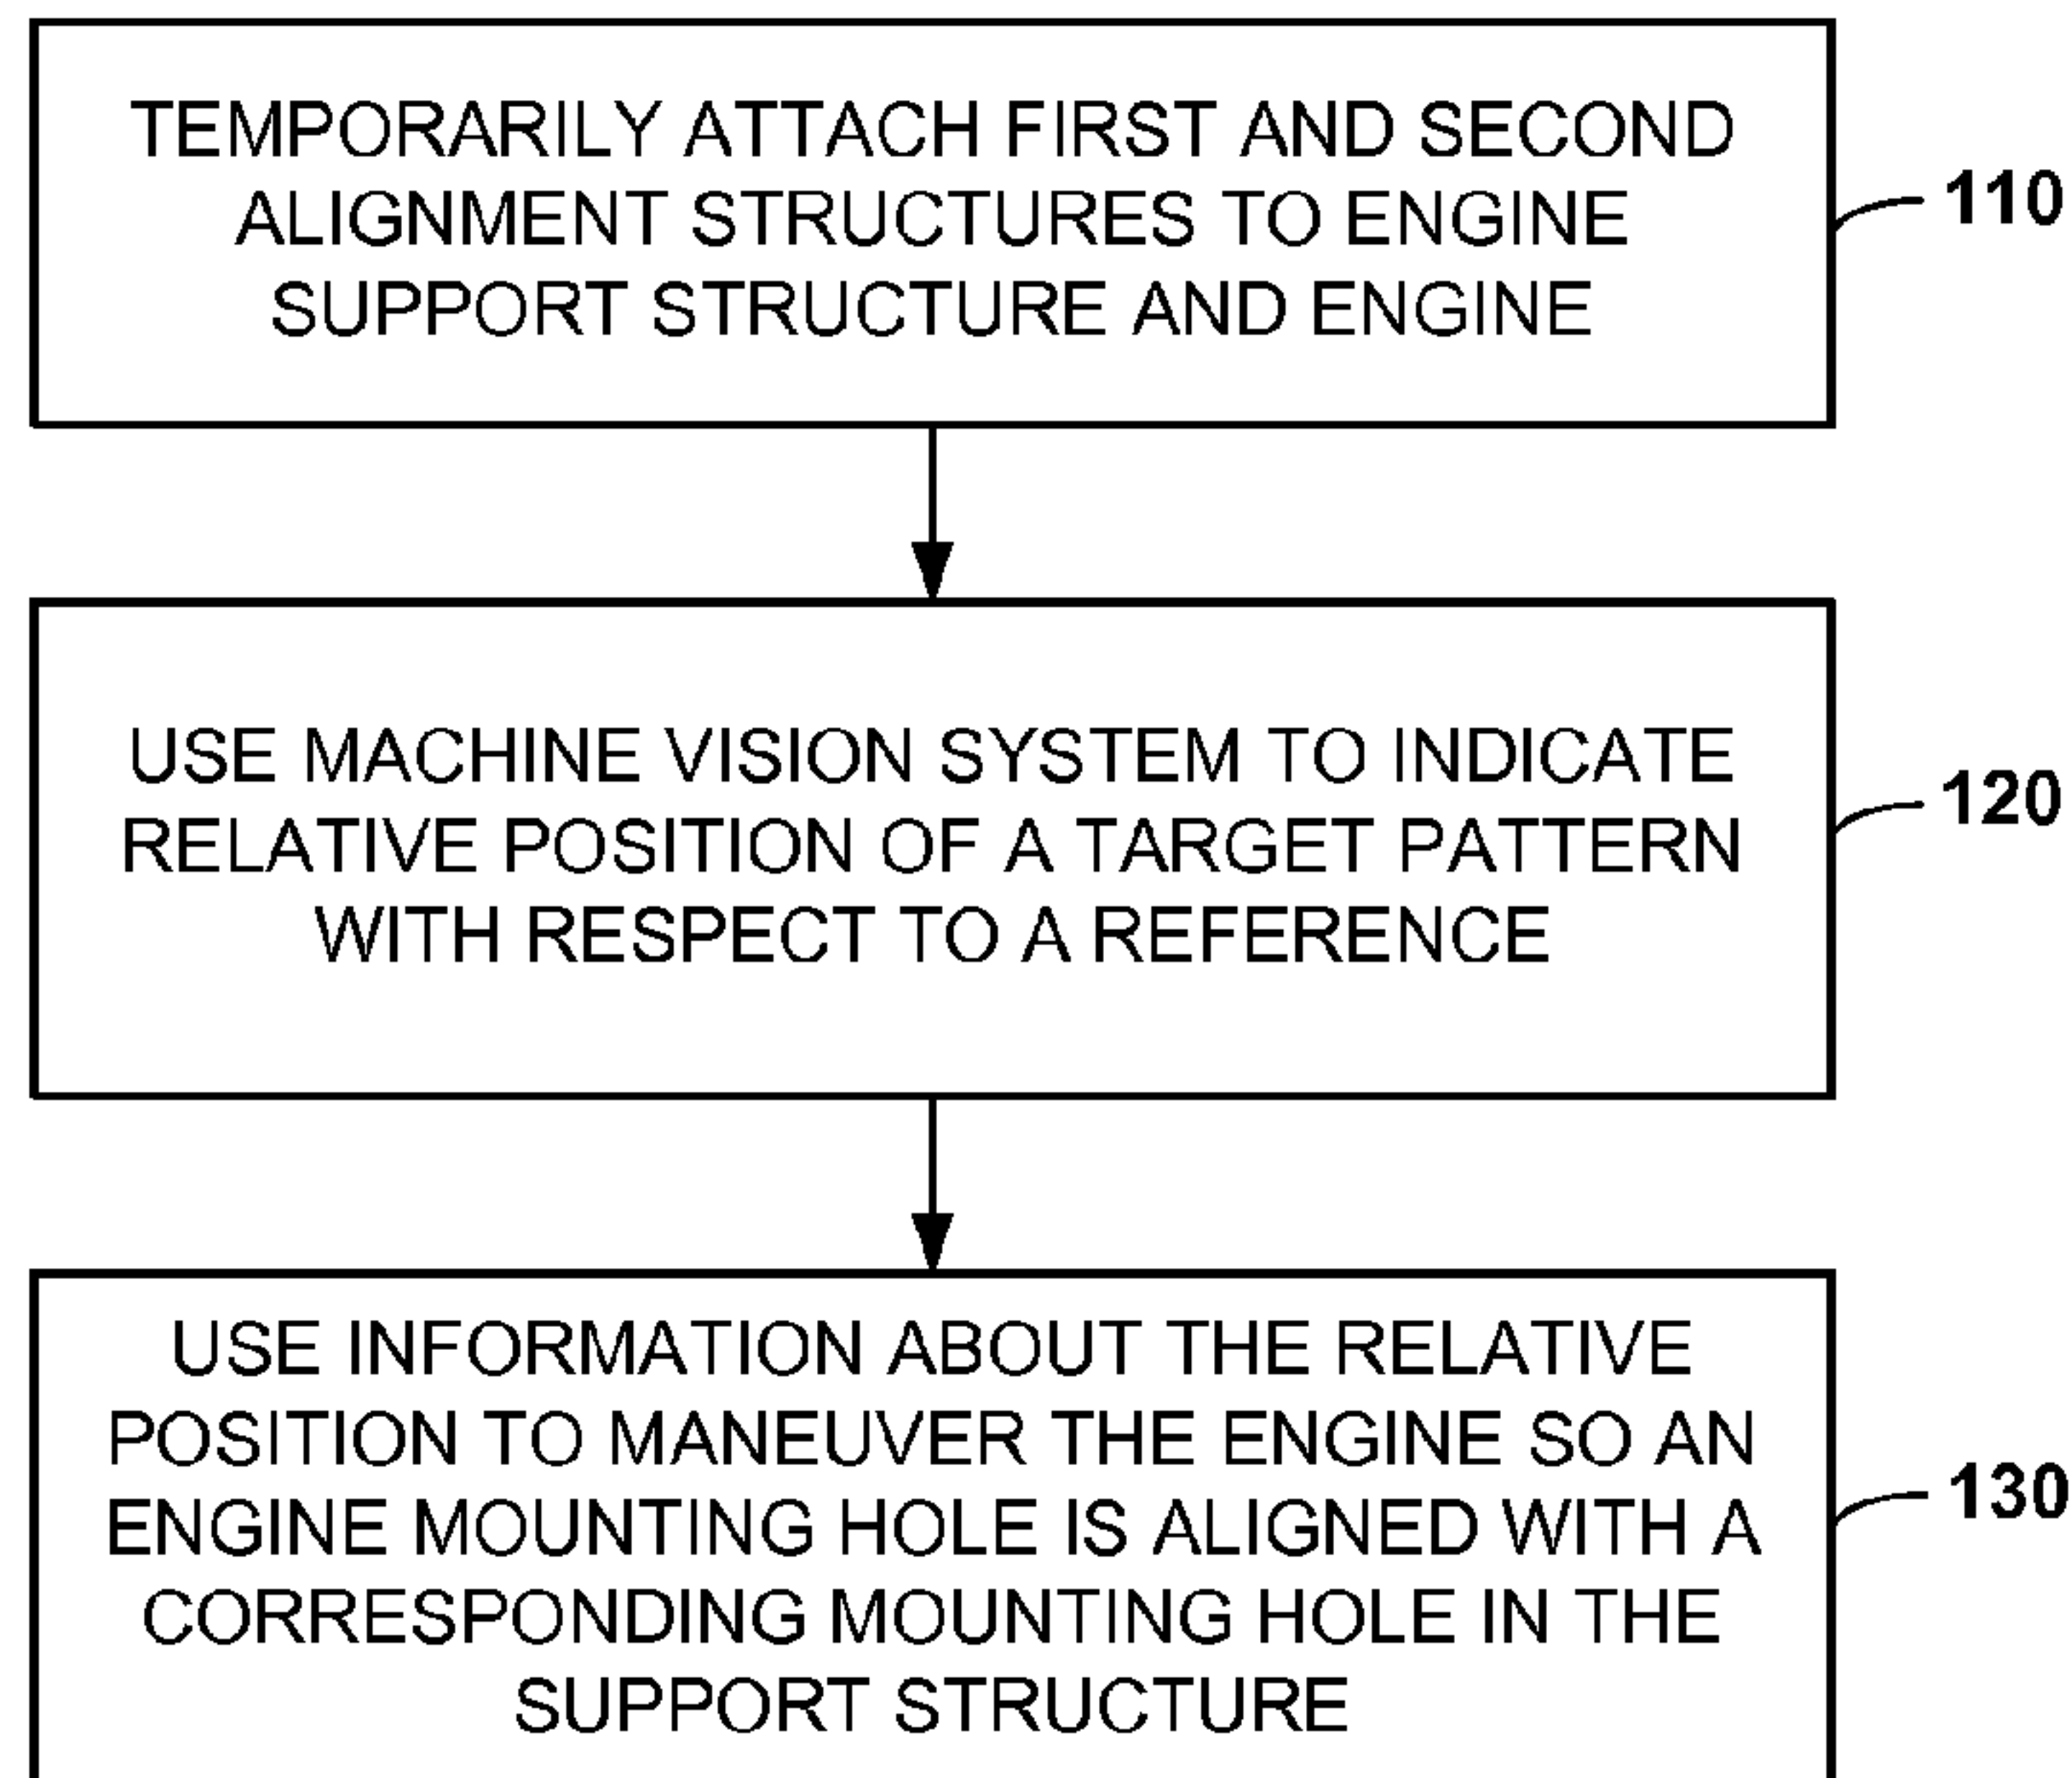 TEMPORARILY ATTACH FIRST AND SECOND
ALIGNMENT STRUCTURES TO ENGINE
SUPPORT STRUCTURE AND ENGINE
110
USE MACHINE VISION SYSTEM TO INDICATE
RELATIVE POSITION OF A TARGET PATTERN
WITH RESPECT TO A REFERENCE
120
USE INFORMATION ABOUT THE RELATIVE
POSITION TO MANEUVER THE ENGINE SO AN
ENGINE MOUNTING HOLE IS ALIGNED WITH A
CORRESPONDING MOUNTING HOLE IN THE
SUPPORT STRUCTURE
130